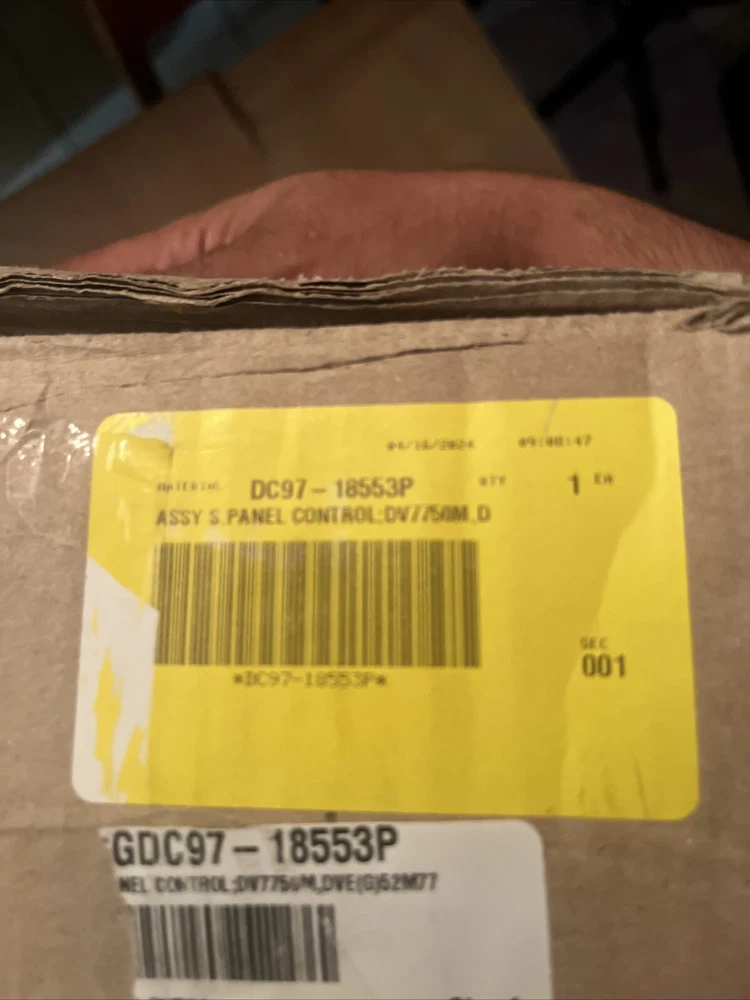 04/16/2024 09:08:47
MATERIAL DC97-18553P QTY 1 EA
ASSY S.PANEL CONTROL;DV7750M,D
*DC97-18553P*
SEC
001
GDC97-18553P
NEL CONTROL;DV7750M,DVE(G)52M77